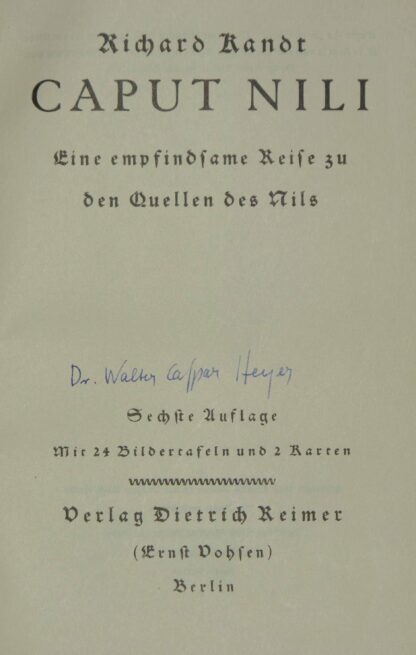 Richard Kandt
CAPUT NILI
Eine empfindsame Reise zu
den Quellen des Nils
Dr. Walter Caspar Heyer
Sechste Auflage
Mit 24 Bildertafeln und 2 Karten
Verlag Dietrich Reimer
(Ernst Vohsen)
Berlin